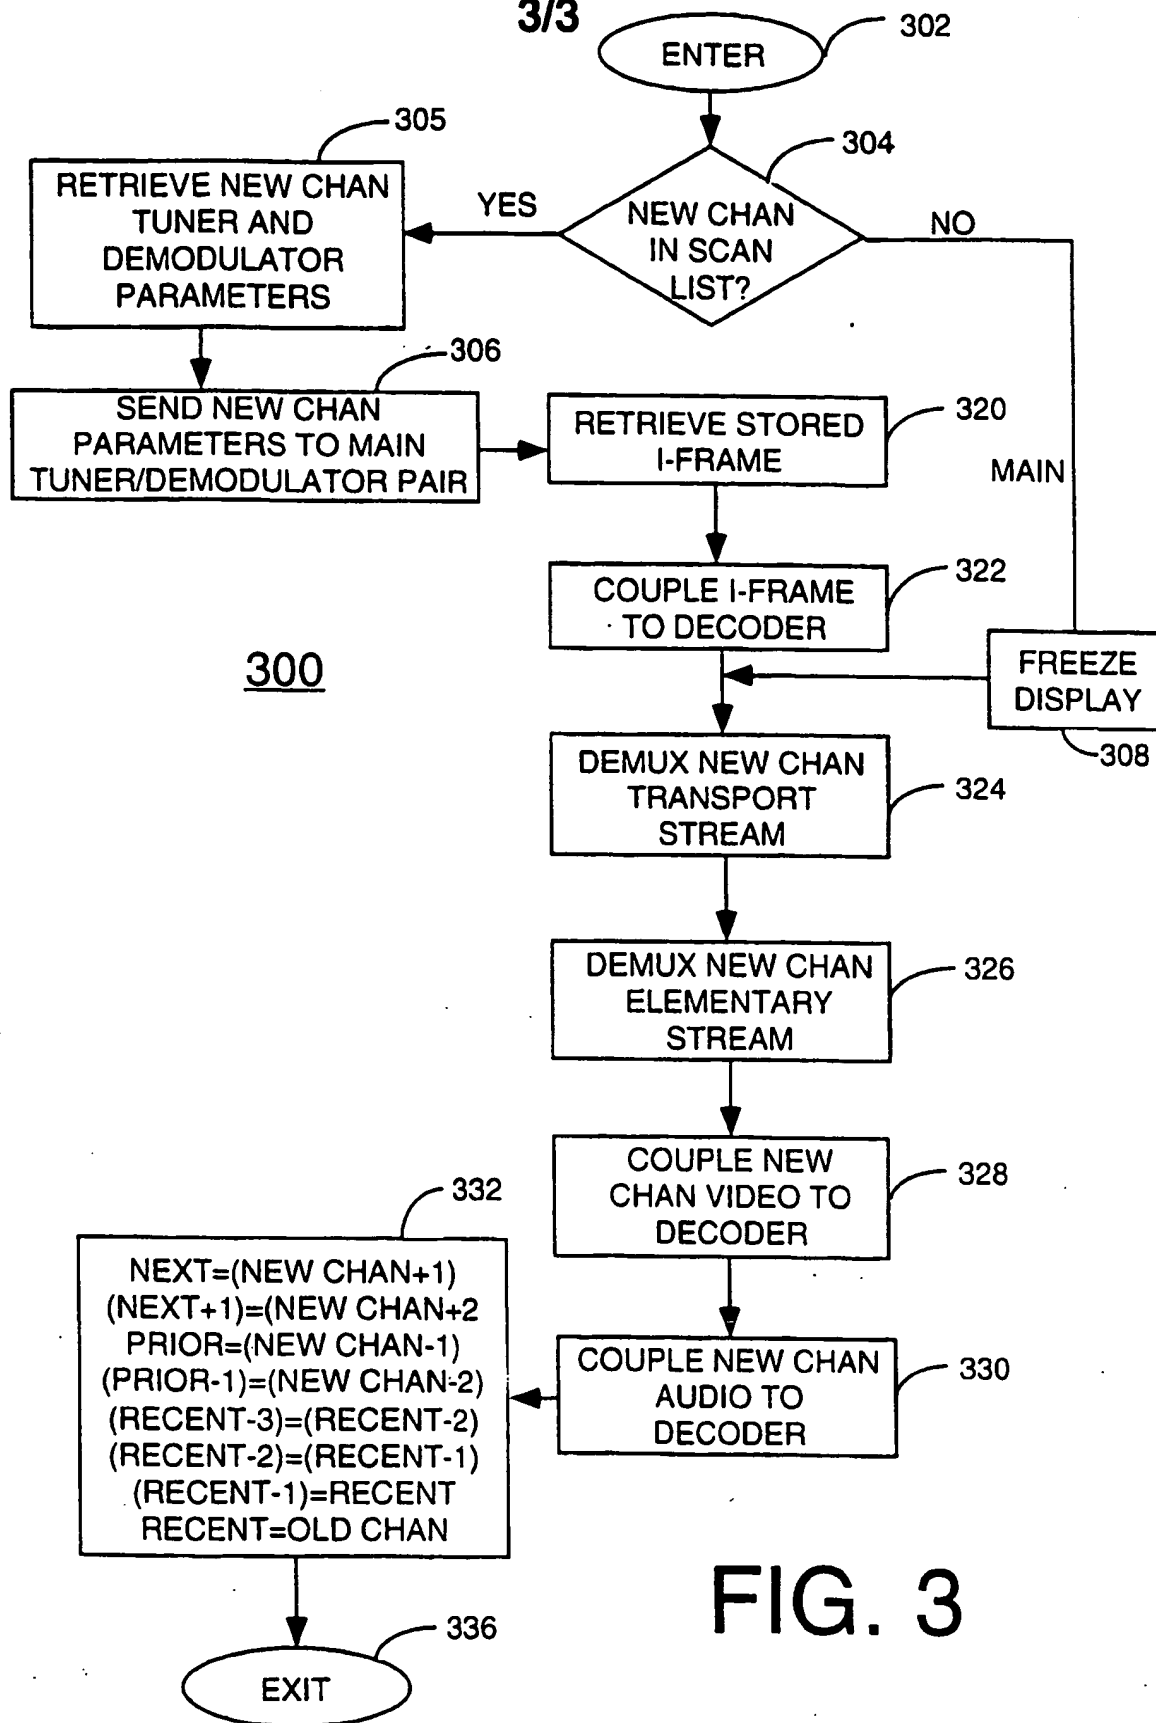 3/3
ENTER
302
304
NEW CHAN
IN SCAN
LIST?
YES
NO
305
RETRIEVE NEW CHAN
TUNER AND
DEMODULATOR
PARAMETERS
306
SEND NEW CHAN
PARAMETERS TO MAIN
TUNER/DEMODULATOR PAIR
RETRIEVE STORED
I-FRAME
320
MAIN
COUPLE I-FRAME
TO DECODER
322
300
FREEZE
DISPLAY
308
DEMUX NEW CHAN
TRANSPORT
STREAM
324
DEMUX NEW CHAN
ELEMENTARY
STREAM
326
COUPLE NEW
CHAN VIDEO TO
DECODER
328
COUPLE NEW CHAN
AUDIO TO
DECODER
330
332
NEXT=(NEW CHAN+1)
(NEXT+1)=(NEW CHAN+2
PRIOR=(NEW CHAN-1)
(PRIOR-1)=(NEW CHAN-2)
(RECENT-3)=(RECENT-2)
(RECENT-2)=(RECENT-1)
(RECENT-1)=RECENT
RECENT=OLD CHAN
336
EXIT
FIG. 3